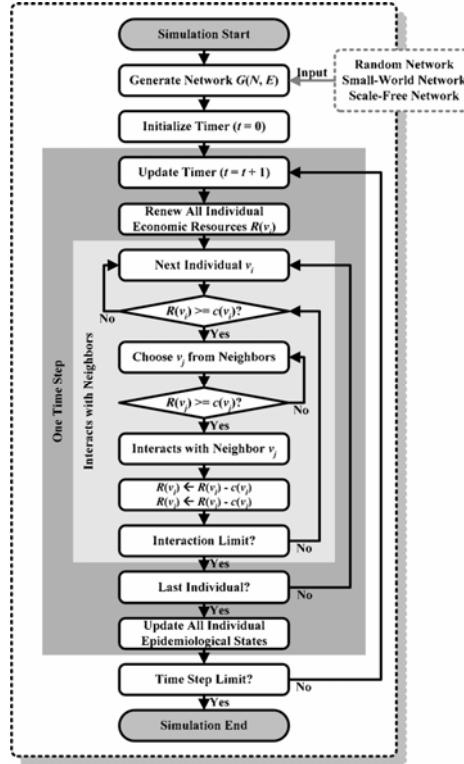 Simulation Start
Generate Network G(N, E)
Input
Random Network
Small-World Network
Scale-Free Network
Initialize Timer (t = 0)
Update Timer (t = t + 1)
Renew All Individual
Economic Resources R(vi)
Next Individual vi
No
R(vi) >= c(vi)?
Yes
Choose vj from Neighbors
R(vj) >= c(vj)?
No
Yes
Interacts with Neighbor vj
R(vi) ← R(vi) - c(vi)
R(vj) ← R(vj) - c(vj)
Interaction Limit?
No
Yes
Last Individual?
No
Yes
Update All Individual
Epidemiological States
Time Step Limit?
No
Yes
Simulation End
One Time Step
Interacts with Neighbors